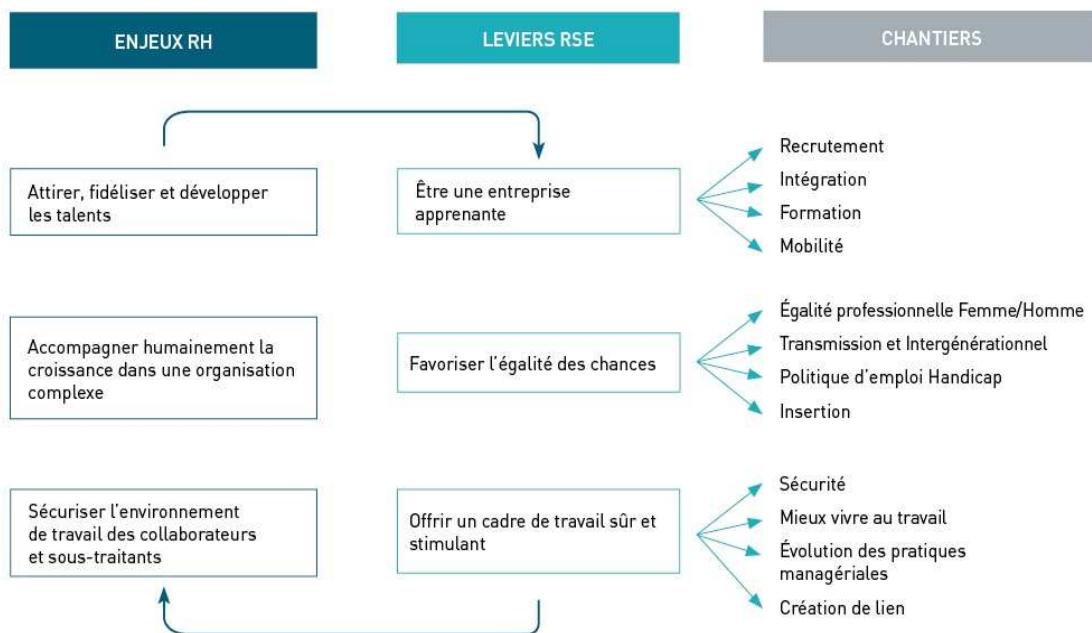 ENJEUX RH
LEVIERS RSE
CHANTIERS
Attirer, fidéliser et développer
les talents
Être une entreprise
apprenante
Recrutement
Intégration
Formation
Mobilité
Accompagner humainement la
croissance dans une organisation
complexe
Favoriser l'égalité des chances
Égalité professionnelle Femme/Homme
Transmission et Intergénérationnel
Politique d'emploi Handicap
Insertion
Sécuriser l'environnement
de travail des collaborateurs
et sous-traitants
Offrir un cadre de travail sûr et
stimulant
Sécurité
Mieux vivre au travail
Évolution des pratiques
managériales
Création de lien